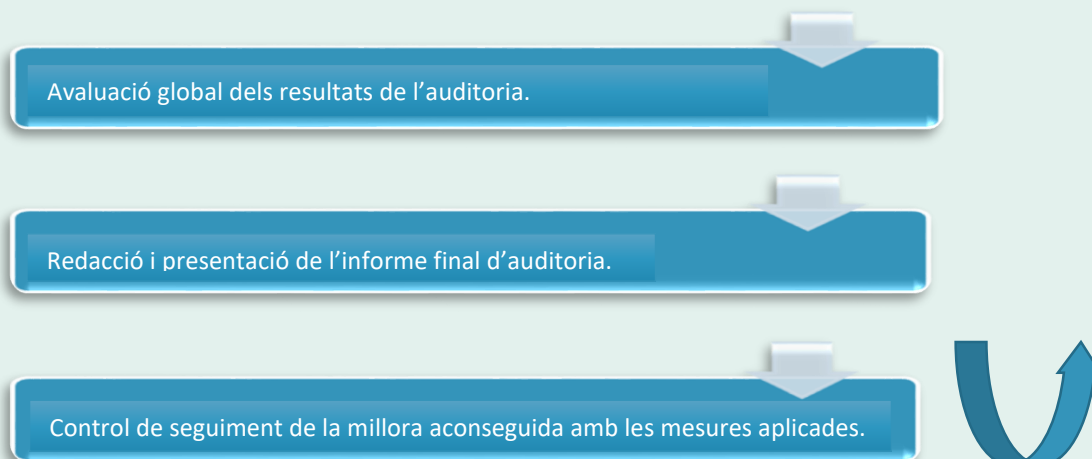 Avaluació global dels resultats de l’auditoria.
Redacció i presentació de l’informe final d’auditoria.
Control de seguiment de la millora aconseguida amb les mesures aplicades.